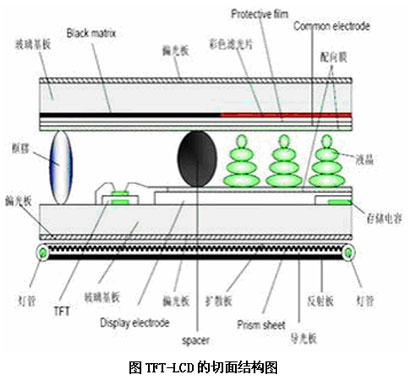 Protective film
Black matrix
Common electrode
玻璃基板
偏光板
彩色滤光片
配向膜
框胶
液晶
偏光板
存储电容
灯管
TFT
玻璃基板
偏光板
扩散板
反射板
灯管
Display electrode
Prism sheet
导光板
spacer
图 TFT-LCD 的切面结构图